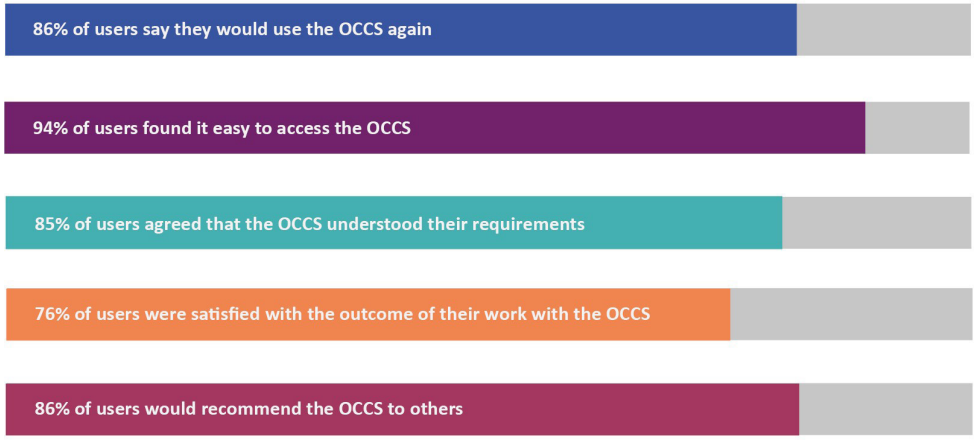 86% of users say they would use the OCCS again
94% of users found it easy to access the OCCS
85% of users agreed that the OCCS understood their requirements
76% of users were satisfied with the outcome of their work with the OCCS
86% of users would recommend the OCCS to others